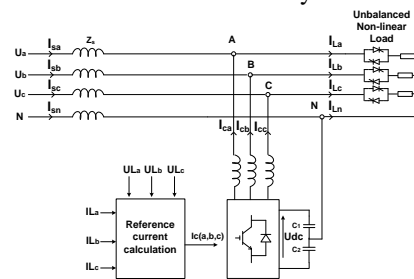 Unbalanced
Non-linear
Load
Ua Isa Zs A ILa
Ub Isb B ILb
Uc Isc C ILc
N Isn N ILn
Ica Icb Icc
ULa ULb ULc
ILa
ILb
ILc
Reference
current
calculation
Ic(a,b,c)
Udc
C1
C2